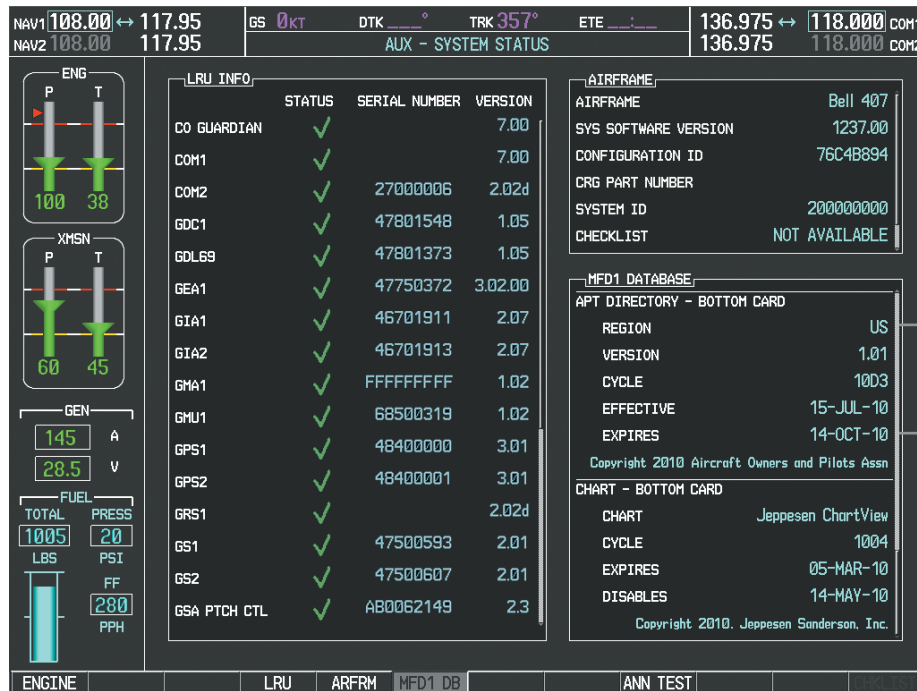 NAV1 108.00 ↔ 117.95 GS 0KT DTK ___° TRK 357° ETE __:__ 136.975 ↔ 118.000 COM1
NAV2 108.00 117.95 AUX - SYSTEM STATUS 136.975 118.000 COM2
ENG
P T
100 38
XMSN
P T
60 45
GEN
145 A
28.5 V
FUEL
TOTAL PRESS
1005 20
LBS PSI
FF
280
PPH
LRU INFO
STATUS SERIAL NUMBER VERSION
CO GUARDIAN ✓ 7.00
COM1 ✓ 7.00
COM2 ✓ 27000006 2.02d
GDC1 ✓ 47801548 1.05
GDL69 ✓ 47801373 1.05
GEA1 ✓ 47750372 3.02.00
GIA1 ✓ 46701911 2.07
GIA2 ✓ 46701913 2.07
GMA1 ✓ FFFFFFFFF 1.02
GMU1 ✓ 68500319 1.02
GPS1 ✓ 48400000 3.01
GPS2 ✓ 48400001 3.01
GRS1 ✓ 2.02d
GS1 ✓ 47500593 2.01
GS2 ✓ 47500607 2.01
GSA PTCH CTL ✓ AB0062149 2.3
AIRFRAME
AIRFRAME Bell 407
SYS SOFTWARE VERSION 1237.00
CONFIGURATION ID 76C4B894
CRG PART NUMBER
SYSTEM ID 200000000
CHECKLIST NOT AVAILABLE
MFD1 DATABASE
APT DIRECTORY - BOTTOM CARD
REGION US
VERSION 1.01
CYCLE 10D3
EFFECTIVE 15-JUL-10
EXPIRES 14-OCT-10
Copyright 2010 Aircraft Owners and Pilots Assn
CHART - BOTTOM CARD
CHART Jeppesen ChartView
CYCLE 1004
EXPIRES 05-MAR-10
DISABLES 14-MAY-10
Copyright 2010. Jeppesen Sanderson, Inc.
ENGINE LRU ARFRM MFD1 DB ANN TEST CHKLIST